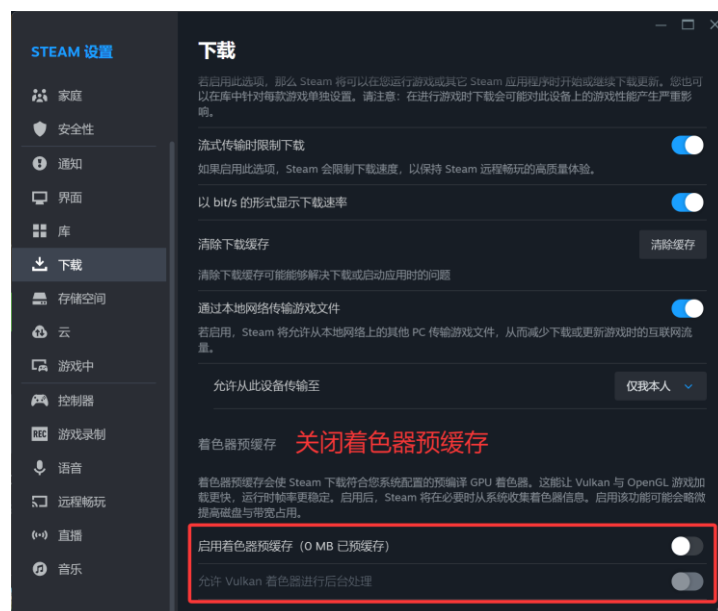 STEAM 设置
家庭
安全性
通知
界面
库
下载
存储空间
云
游戏中
控制器
REC 游戏录制
语音
远程畅玩
直播
音乐
下载
若启用此选项，那么 Steam 将可以在您运行游戏或其它 Steam 应用程序时开始或继续下载更新。您也可
以在库中针对每款游戏单独设置。请注意：在进行游戏时下载会可能对此设备上的游戏性能产生严重影
响。
流式传输时限制下载
如果启用此选项，Steam 会限制下载速度，以保持 Steam 远程畅玩的高质量体验。
以 bit/s 的形式显示下载速率
清除下载缓存
清除缓存
清除下载缓存可能能够解决下载或启动应用时的问题
通过本地网络传输游戏文件
若启用，Steam 将允许从本地网络上的其他 PC 传输游戏文件，从而减少下载或更新游戏时的互联网流
量。
允许从此设备传输至
仅我本人
着色器预缓存
关闭着色器预缓存
着色器预缓存会使 Steam 下载符合您系统配置的预编译 GPU 着色器。这能让 Vulkan 与 OpenGL 游戏加
载更快，运行时帧率更稳定。启用后，Steam 将在必要时从系统收集着色器信息。启用该功能可能会略微
提高磁盘与带宽占用。
启用着色器预缓存（0 MB 已预缓存）
允许 Vulkan 着色器进行后台处理